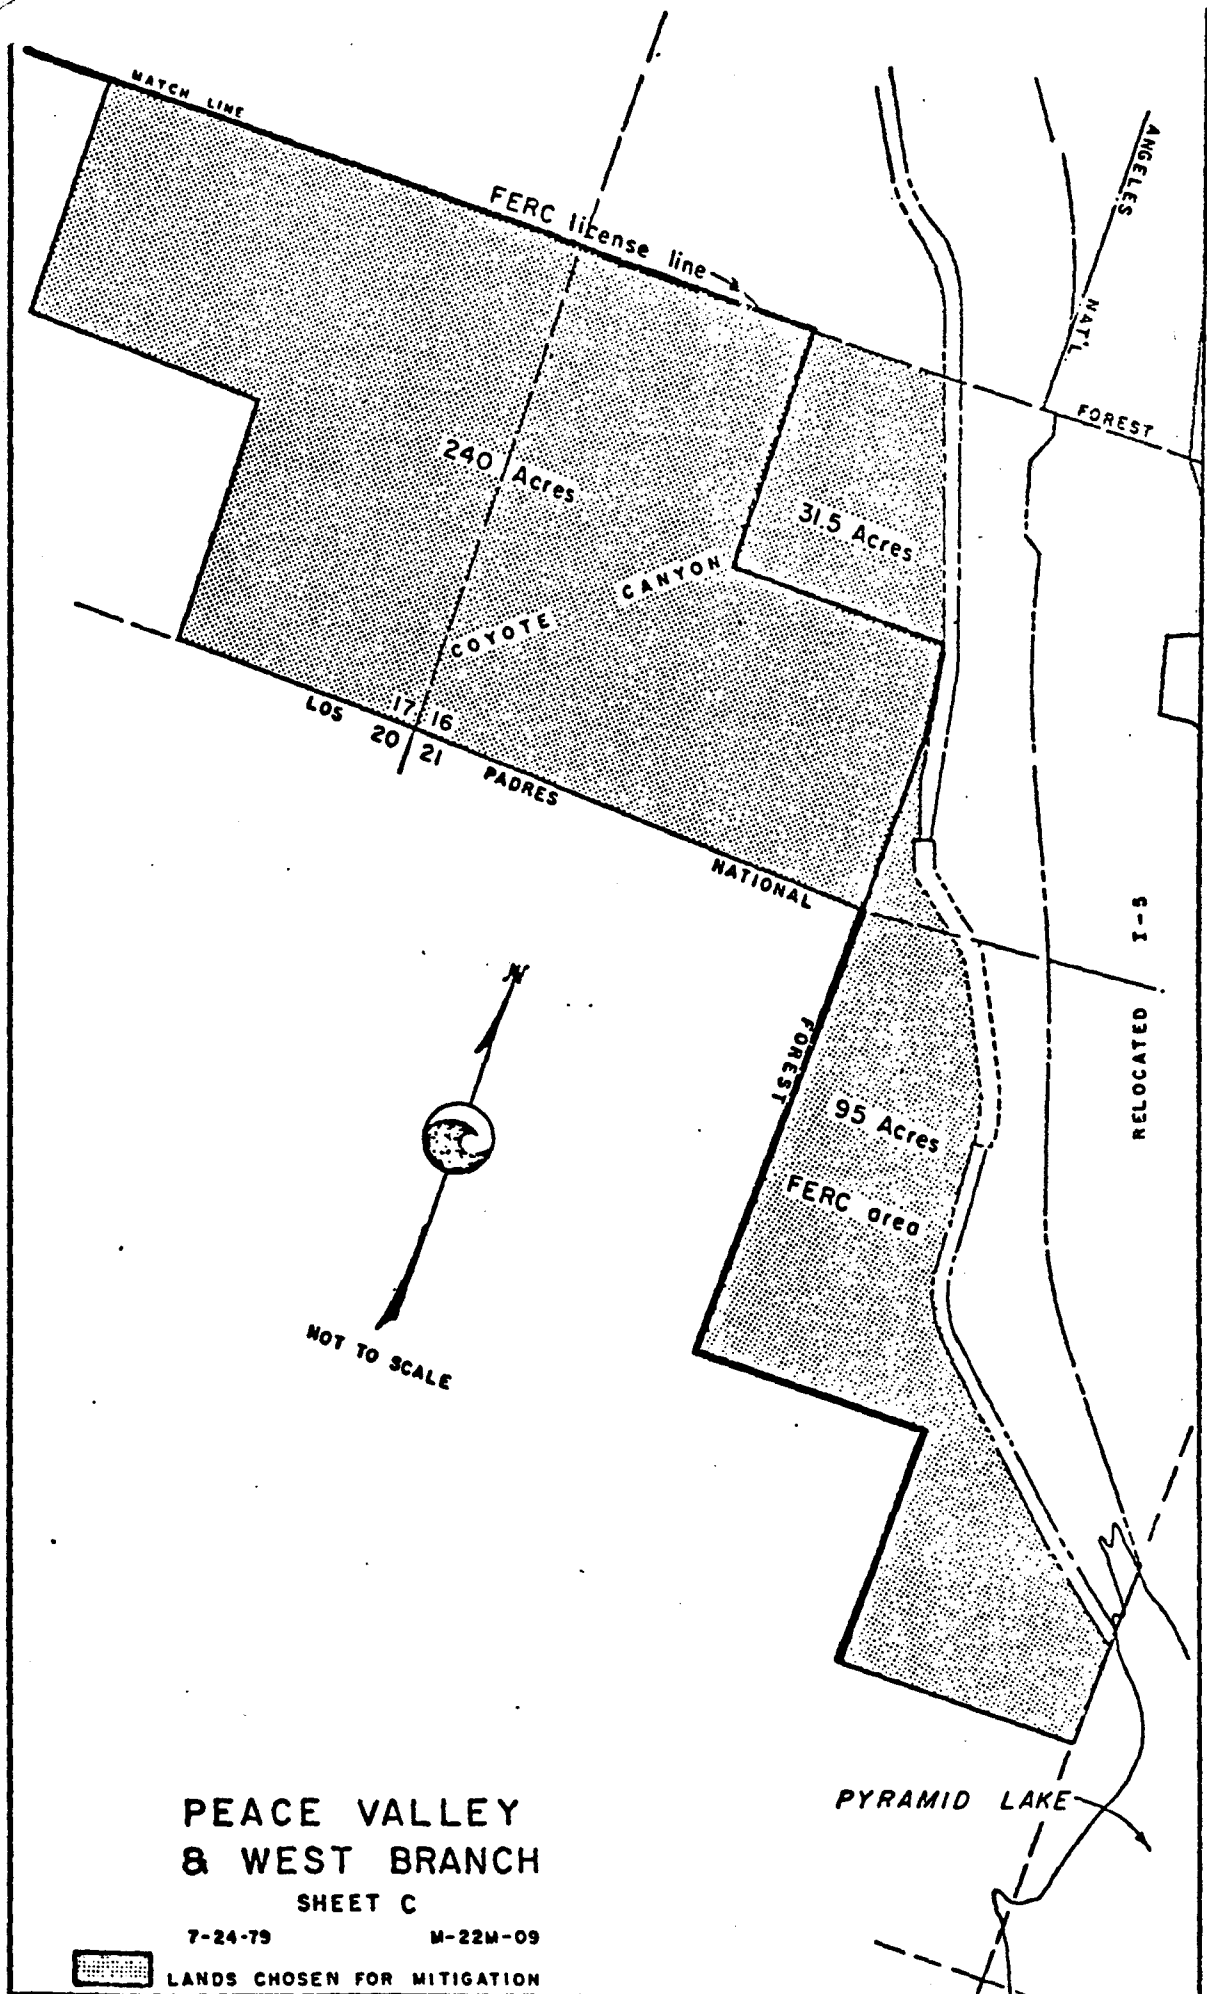 MATCH LINE
FERC license line
ANGELES
NAT'L
FOREST
240 Acres
31.5 Acres
COYOTE CANYON
17 16
20 21
LOS PADRES NATIONAL
FOREST
RELOCATED I-5
N
95 Acres
FERC area
NOT TO SCALE
PYRAMID LAKE
PEACE VALLEY
& WEST BRANCH
SHEET C
7-24-79 M-22M-09
LANDS CHOSEN FOR MITIGATION